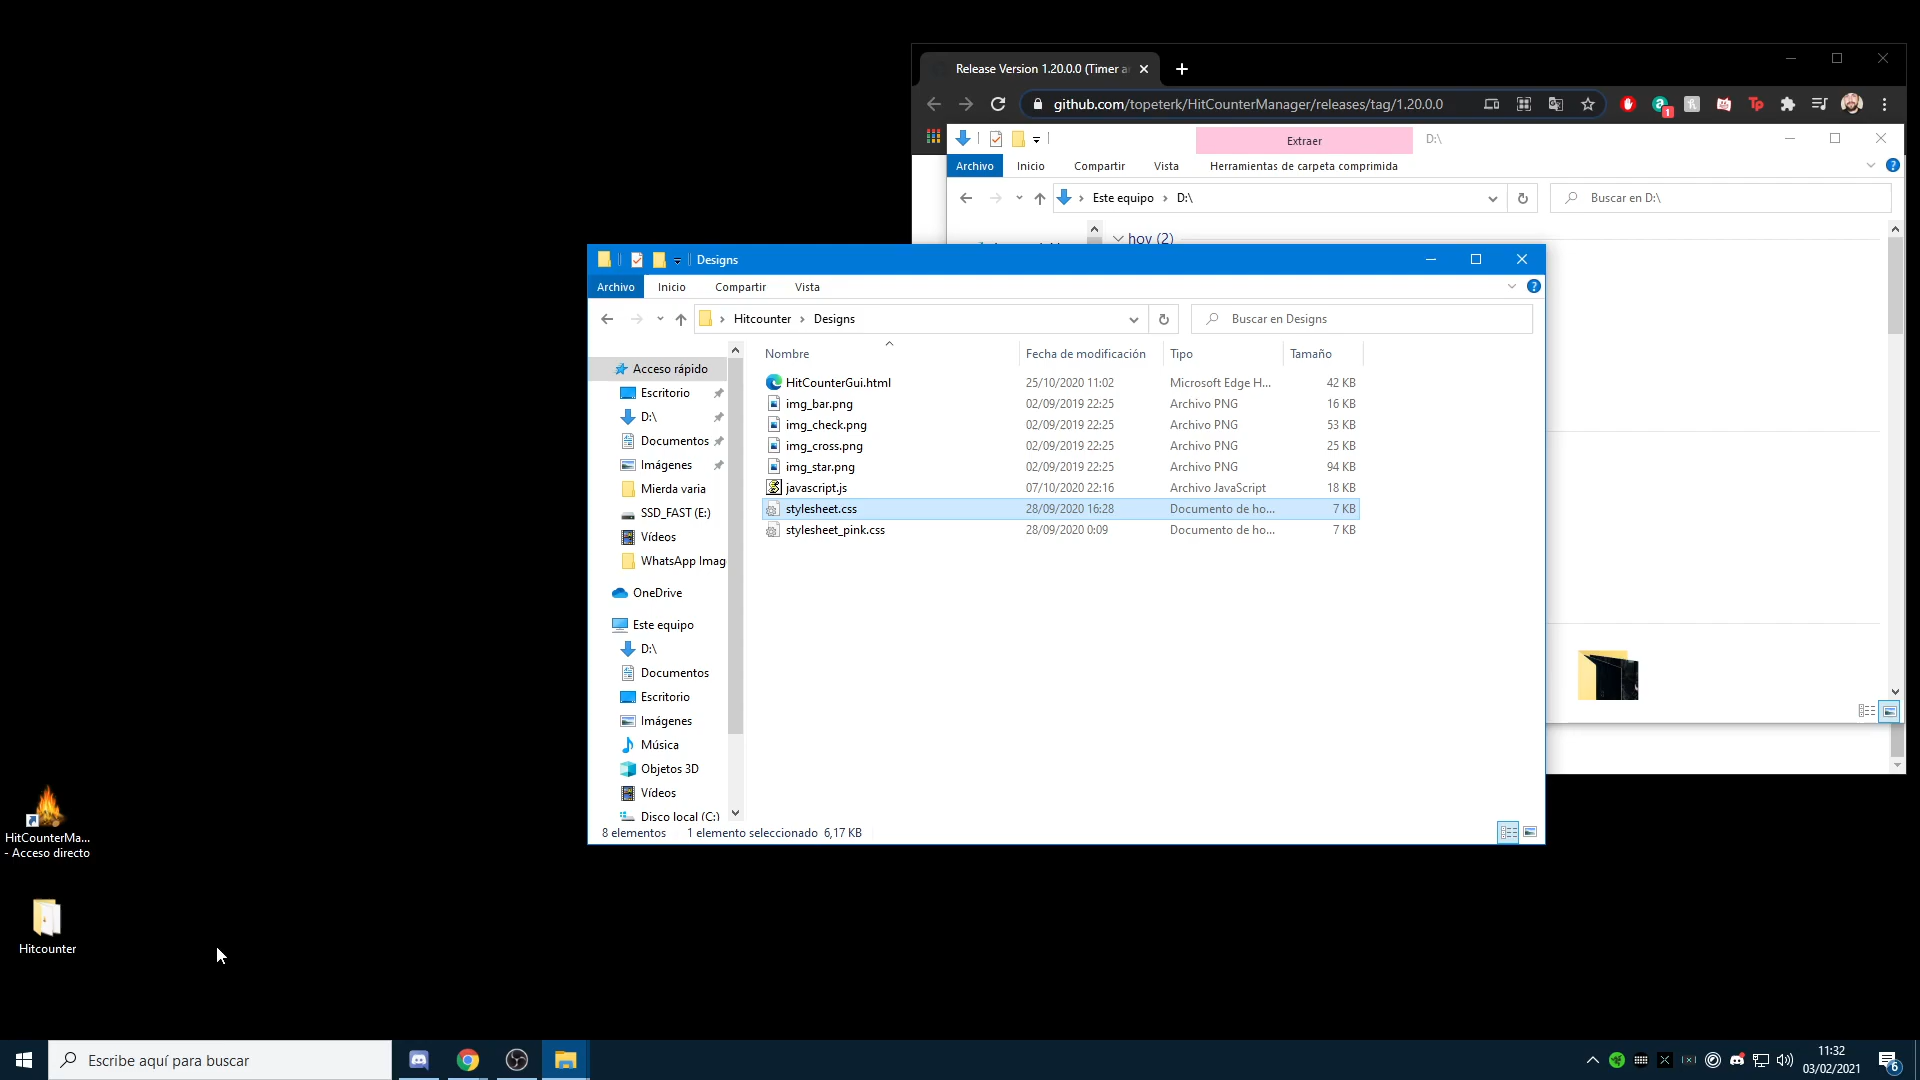 Release Version 1.20.0.0 (Timer a
github.com/topeterk/HitCounterManager/releases/tag/1.20.0.0
Extraer
D:\
Archivo
Inicio
Compartir
Vista
Herramientas de carpeta comprimida
Este equipo
D:\
Buscar en D:\
hoy (2)
Designs
Archivo
Inicio
Compartir
Vista
Hitcounter
Designs
Buscar en Designs
Nombre
Fecha de modificación
Tipo
Tamaño
Acceso rápido
Escritorio
D:\
Documentos
Imágenes
Mierda varia
SSD_FAST (E:)
Vídeos
WhatsApp Imag
OneDrive
Este equipo
D:\
Documentos
Escritorio
Imágenes
Música
Objetos 3D
Vídeos
Disco local (C:)
HitCounterGui.html 25/10/2020 11:02 Microsoft Edge H... 42 KB
img_bar.png 02/09/2019 22:25 Archivo PNG 16 KB
img_check.png 02/09/2019 22:25 Archivo PNG 53 KB
img_cross.png 02/09/2019 22:25 Archivo PNG 25 KB
img_star.png 02/09/2019 22:25 Archivo PNG 94 KB
javascript.js 07/10/2020 22:16 Archivo JavaScript 18 KB
stylesheet.css 28/09/2020 16:28 Documento de ho... 7 KB
stylesheet_pink.css 28/09/2020 0:09 Documento de ho... 7 KB
8 elementos 1 elemento seleccionado 6,17 KB
HitCounterMa...
- Acceso directo
Hitcounter
Escribe aquí para buscar
11:32
03/02/2021
6